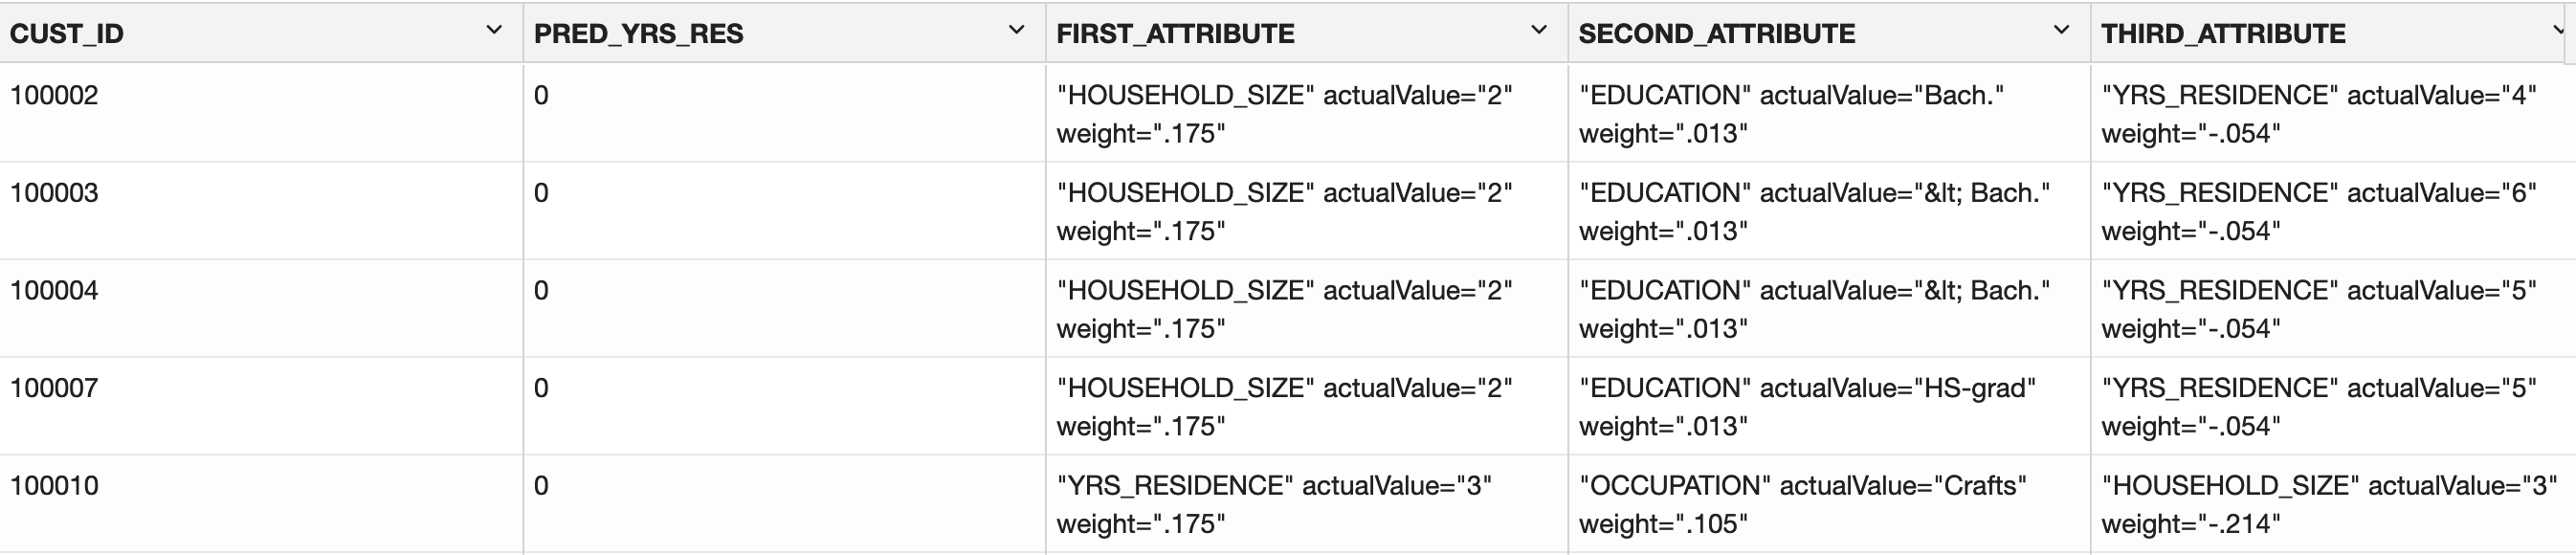 CUST_ID PRED_YRS_RES FIRST_ATTRIBUTE SECOND_ATTRIBUTE THIRD_ATTRIBUTE
100002 0 "HOUSEHOLD_SIZE" actualValue="2" "EDUCATION" actualValue="Bach." "YRS_RESIDENCE" actualValue="4"
weight=".175" weight=".013" weight="-.054"
100003 0 "HOUSEHOLD_SIZE" actualValue="2" "EDUCATION" actualValue="&lt; Bach." "YRS_RESIDENCE" actualValue="6"
weight=".175" weight=".013" weight="-.054"
100004 0 "HOUSEHOLD_SIZE" actualValue="2" "EDUCATION" actualValue="&lt; Bach." "YRS_RESIDENCE" actualValue="5"
weight=".175" weight=".013" weight="-.054"
100007 0 "HOUSEHOLD_SIZE" actualValue="2" "EDUCATION" actualValue="HS-grad" "YRS_RESIDENCE" actualValue="5"
weight=".175" weight=".013" weight="-.054"
100010 0 "YRS_RESIDENCE" actualValue="3" "OCCUPATION" actualValue="Crafts" "HOUSEHOLD_SIZE" actualValue="3"
weight=".175" weight=".105" weight="-.214"